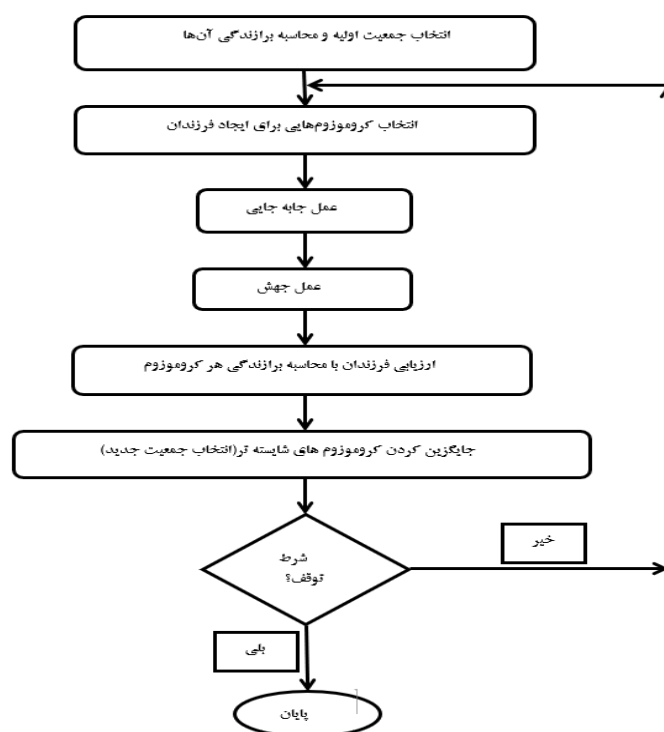 انتخاب جمعیت اولیه و محاسبه برازندگی آن‌ها
انتخاب کروموزوم‌هایی برای ایجاد فرزندان
عمل جابه جایی
عمل جهش
ارزیابی فرزندان با محاسبه برازندگی هر کروموزوم
جایگزین کردن کروموزوم های شایسته تر(انتخاب جمعیت جدید)
شرط
توقف؟
خیر
بلی
پایان